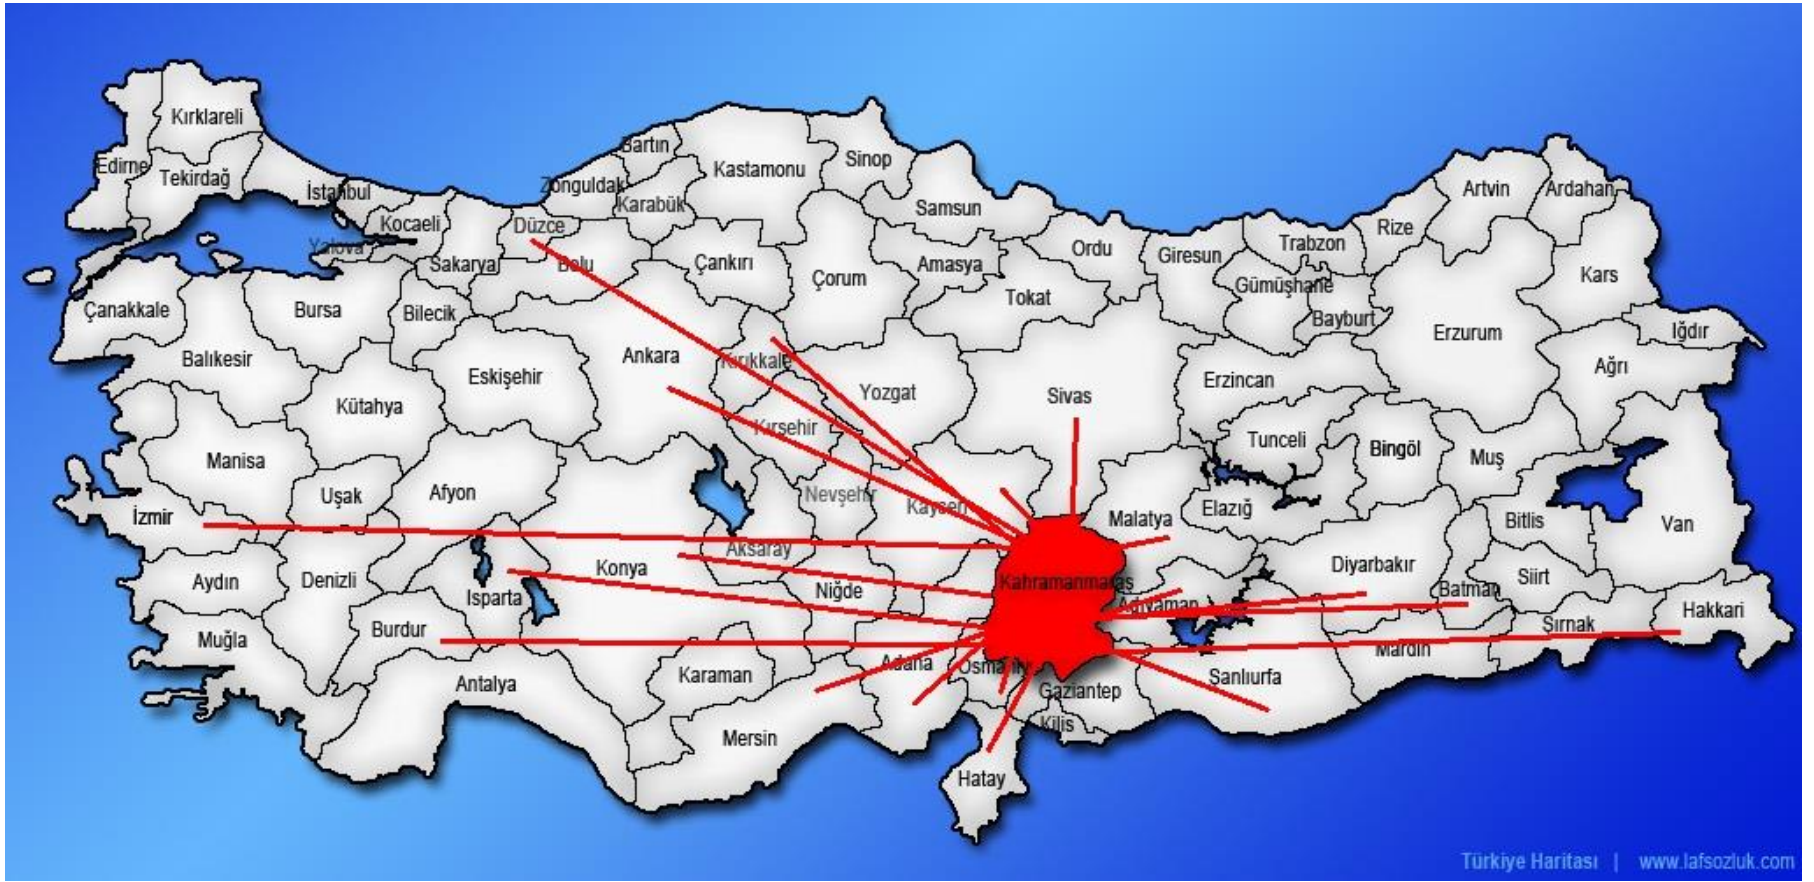 Kırklareli
Edirne
Tekirdağ
İstanbul
Kocaeli
Yalova
Sakarya
Düzce
Bolu
Zonguldak
Bartın
Karabük
Kastamonu
Sinop
Samsun
Çankırı
Çorum
Amasya
Tokat
Ordu
Giresun
Trabzon
Gümüşhane
Bayburt
Rize
Artvin
Ardahan
Kars
Iğdır
Ağrı
Erzurum
Erzincan
Çanakkale
Balıkesir
Bursa
Bilecik
Kütahya
Eskişehir
Ankara
Kırıkkale
Kırşehir
Yozgat
Sivas
Tunceli
Bingöl
Muş
Manisa
Uşak
Afyon
Nevşehir
Kayseri
Malatya
Elazığ
Bitlis
Van
İzmir
Aydın
Denizli
Isparta
Konya
Aksaray
Niğde
Kahramanmaraş
Adıyaman
Diyarbakır
Batman
Siirt
Şırnak
Hakkari
Muğla
Burdur
Antalya
Karaman
Mersin
Adana
Osmaniye
Gaziantep
Kilis
Hatay
Şanlıurfa
Mardin
Türkiye Haritası | www.lafsozluk.com